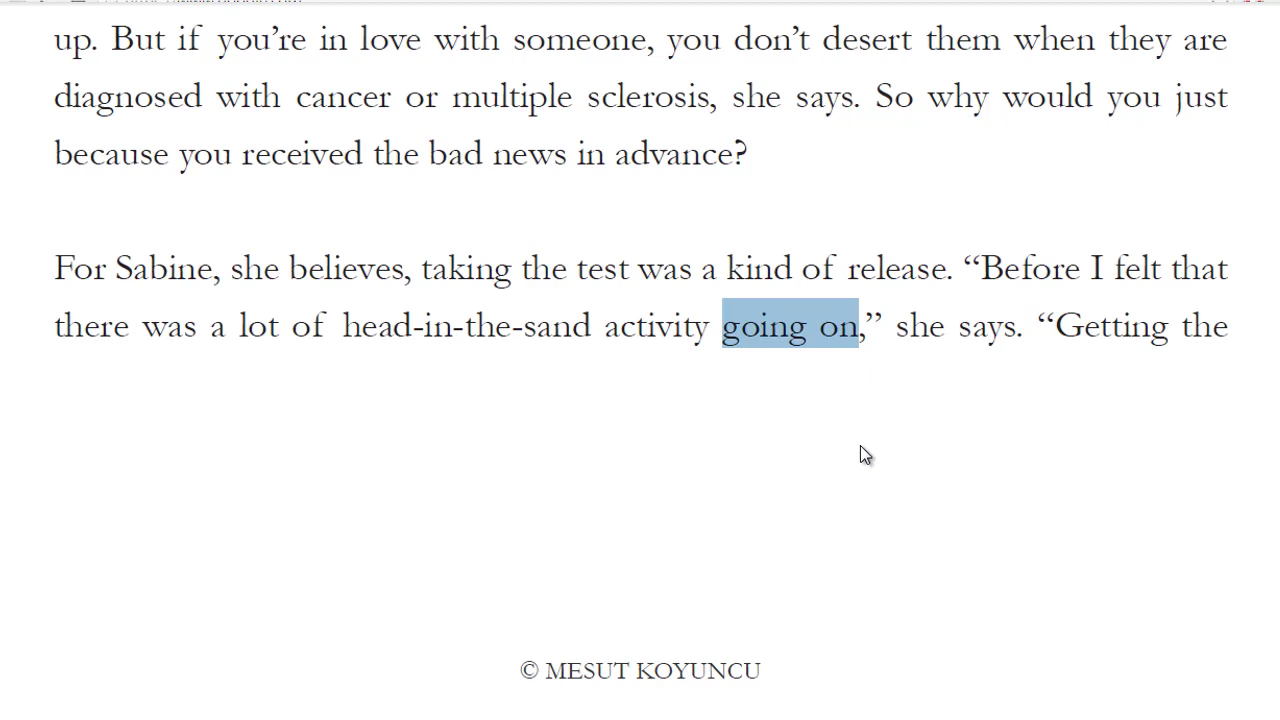 up. But if you’re in love with someone, you don’t desert them when they are
diagnosed with cancer or multiple sclerosis, she says. So why would you just
because you received the bad news in advance?
For Sabine, she believes, taking the test was a kind of release. “Before I felt that
there was a lot of head-in-the-sand activity going on,” she says. “Getting the
© MESUT KOYUNCU